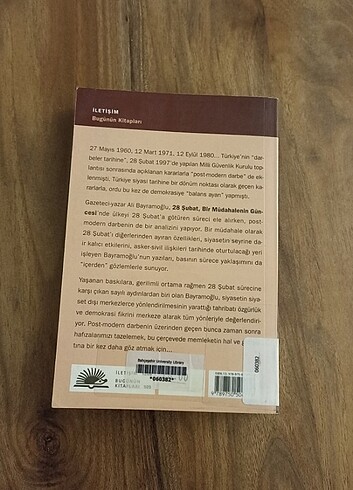 İLETİŞİM
Bugünün Kitapları
27 Mayıs 1960, 12 Mart 1971, 12 Eylül 1980... Türkiye'nin "dar-
beler tarihine", 28 Şubat 1997'de yapılan Milli Güvenlik Kurulu top-
lantısı sonrasında açıklanan kararlarla "post-modern darbe" de ek-
lenmişti. Türkiye siyasi tarihine bir dönüm noktası olarak geçen ka-
rarlarla, ordu bu kez de demokrasiye "balans ayarı" yapmıştı.
Gazeteci-yazar Ali Bayramoğlu, 28 Şubat, Bir Müdahalenin Gün-
cesi'nde ülkeyi 28 Şubat'a götüren süreci ele alırken, post-
modern darbenin de bir analizini yapıyor. Bir müdahale olarak
28 Şubat'ı diğerlerinden ayıran özellikleri, siyasetin seyrine da-
ir kalıcı etkilerini, asker-sivil ilişkileri tarihinde oturtulacağı yeri
işleyen Bayramoğlu'nun yazıları, basının sürece yaklaşımını da
"içerden" gözlemlerle sunuyor.
Yaşanan baskılara, gerilimli ortama rağmen 28 Şubat sürecine
karşı çıkan sayılı aydınlardan biri olan Bayramoğlu, siyasetin siya-
set dışı merkezlerce yönlendirilmesinin yarattığı tahribatı özgürlük
ve demokrasi fikrini merkeze alarak tüm yönleriyle değerlendiri-
yor. Post-modern darbenin üzerinden geçen bunca zaman sonra
hafızalarımızı tazelemek, bu çerçevede memleketin hal ve
tına bir kez daha göz atmak için...
İLETİŞ
BUGÜNÜN
KİTAPLARI
Bahçeşehir University Library
*060382*
060382